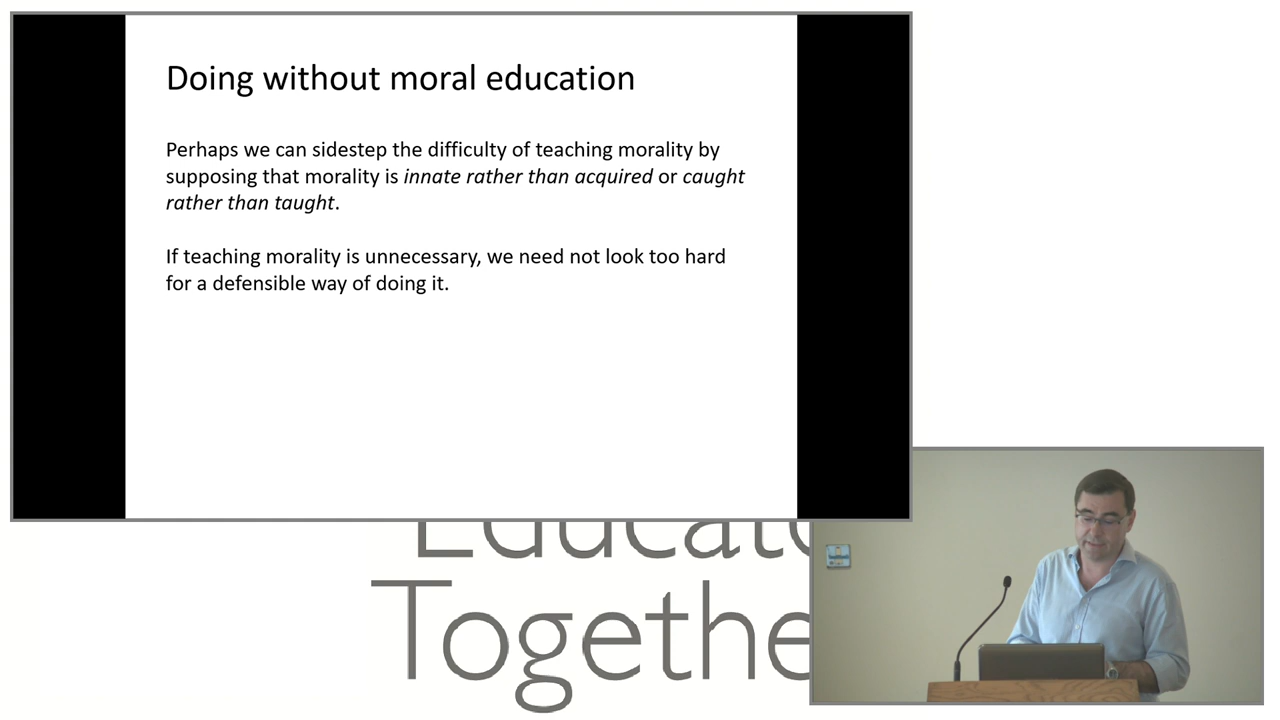 Doing without moral education
Perhaps we can sidestep the difficulty of teaching morality by
supposing that morality is innate rather than acquired or caught
rather than taught.
If teaching morality is unnecessary, we need not look too hard
for a defensible way of doing it.
Educate
Togethe